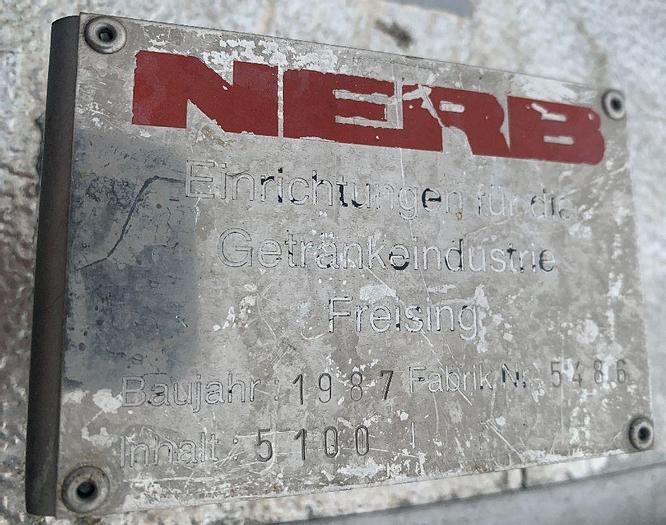 NERB
Einrichtungen für die
Getränkeindustrie
Freising
Baujahr : 1987 Fabrik Nr. 5486
Inhalt : 5100 l